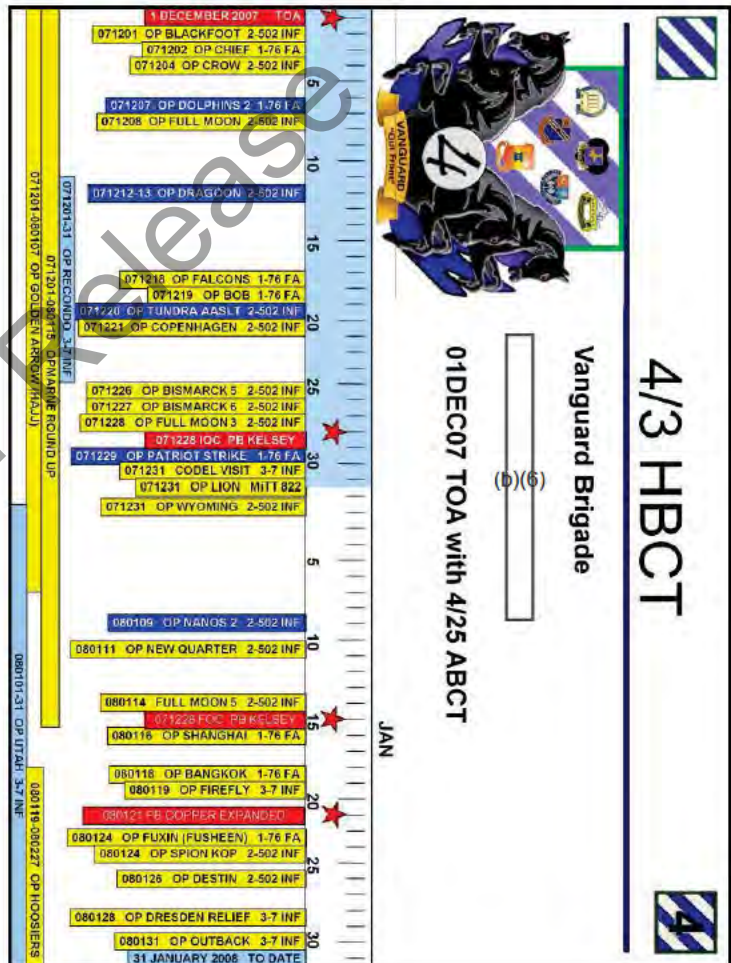 4/3 HBCT
Vanguard Brigade
(b)(6)
01DEC07 TOA with 4/25 ABCT
4
VANGUARD
"Out Front"
4
JAN
5
10
15
20
25
30
5
10
15
20
25
30
1 DECEMBER 2007 TOA
071201 OP BLACKFOOT 2-502 INF
071202 OP CHIEF 1-76 FA
071204 OP CROW 2-502 INF
071207 OP DOLPHINS 2 1-76 FA
071208 OP FULL MOON 2-502 INF
071212-13 OP DRAGOON 2-502 INF
071218 OP FALCONS 1-76 FA
071219 OP BOB 1-76 FA
071220 OP TUNDRA AASLT 2-502 INF
071221 OP COPENHAGEN 2-502 INF
071226 OP BISMARCK 5 2-502 INF
071227 OP BISMARCK 6 2-502 INF
071228 OP FULL MOON 3 2-502 INF
071228 IOC PB KELSEY
071229 OP PATRIOT STRIKE 1-76 FA
071231 CODEL VISIT 3-7 INF
071231 OP LION MiTT 822
071231 OP WYOMING 2-502 INF
080109 OP NANOS 2 2-502 INF
080111 OP NEW QUARTER 2-502 INF
080114 FULL MOON 5 2-502 INF
071228 FOC PB KELSEY
080116 OP SHANGHAI 1-76 FA
080118 OP BANGKOK 1-76 FA
080119 OP FIREFLY 3-7 INF
080121 PB COPPER EXPANDED
080124 OP FUXIN (FUSHEEN) 1-76 FA
080124 OP SPION KOP 2-502 INF
080126 OP DESTIN 2-502 INF
080128 OP DRESDEN RELIEF 3-7 INF
080131 OP OUTBACK 3-7 INF
31 JANUARY 2008 TO DATE
071201-31 OP RECONDO 3-7 INF
071201-080115 OP MARNE ROUND UP
071201-080107 OP GOLDEN ARROW (HAJJ)
080119-080227 OP HOOSIERS
080101-31 OP UTAH 3-7 INF
Release